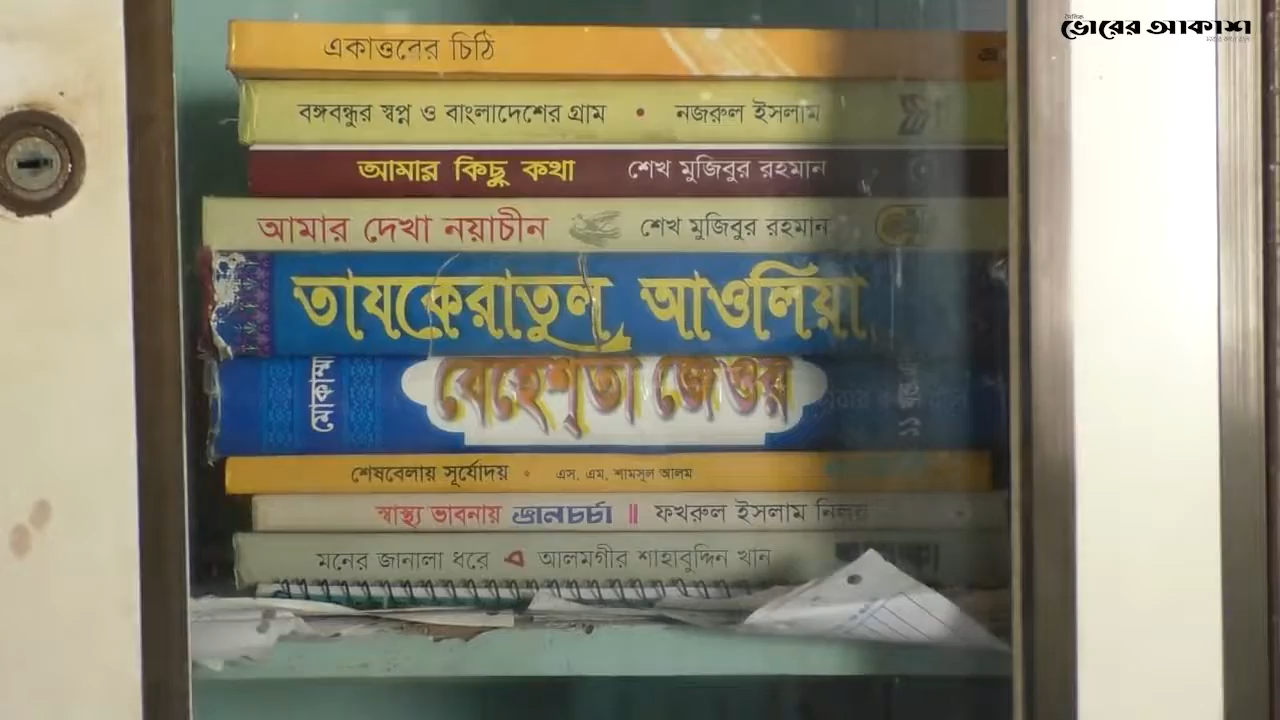 দৈনিক
ভোরের আকাশ
একাত্তরের চিঠি
বঙ্গবন্ধুর স্বপ্ন ও বাংলাদেশের গ্রাম • নজরুল ইসলাম
আমার কিছু কথা শেখ মুজিবুর রহমান
আমার দেখা নয়াচীন শেখ মুজিবুর রহমান
তাযকেরাতুল আওলিয়া
বেহেশ্তী জেওর
শেষবেলায় সূর্যোদয় • এস. এম. শামসুল আলম
স্বাস্থ্য ভাবনায় জ্ঞানচর্চা || ফখরুল ইসলাম
মনের জানালা ধরে আলমগীর শাহাবুদ্দিন খান